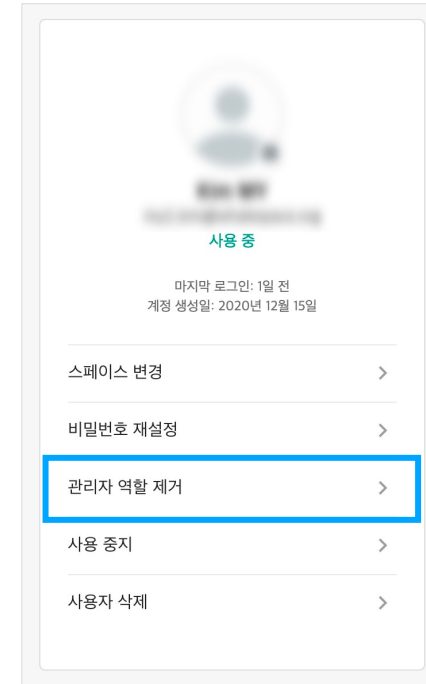 사용 중
마지막 로그인: 1일 전
계정 생성일: 2020년 12월 15일
스페이스 변경
비밀번호 재설정
관리자 역할 제거
사용 중지
사용자 삭제